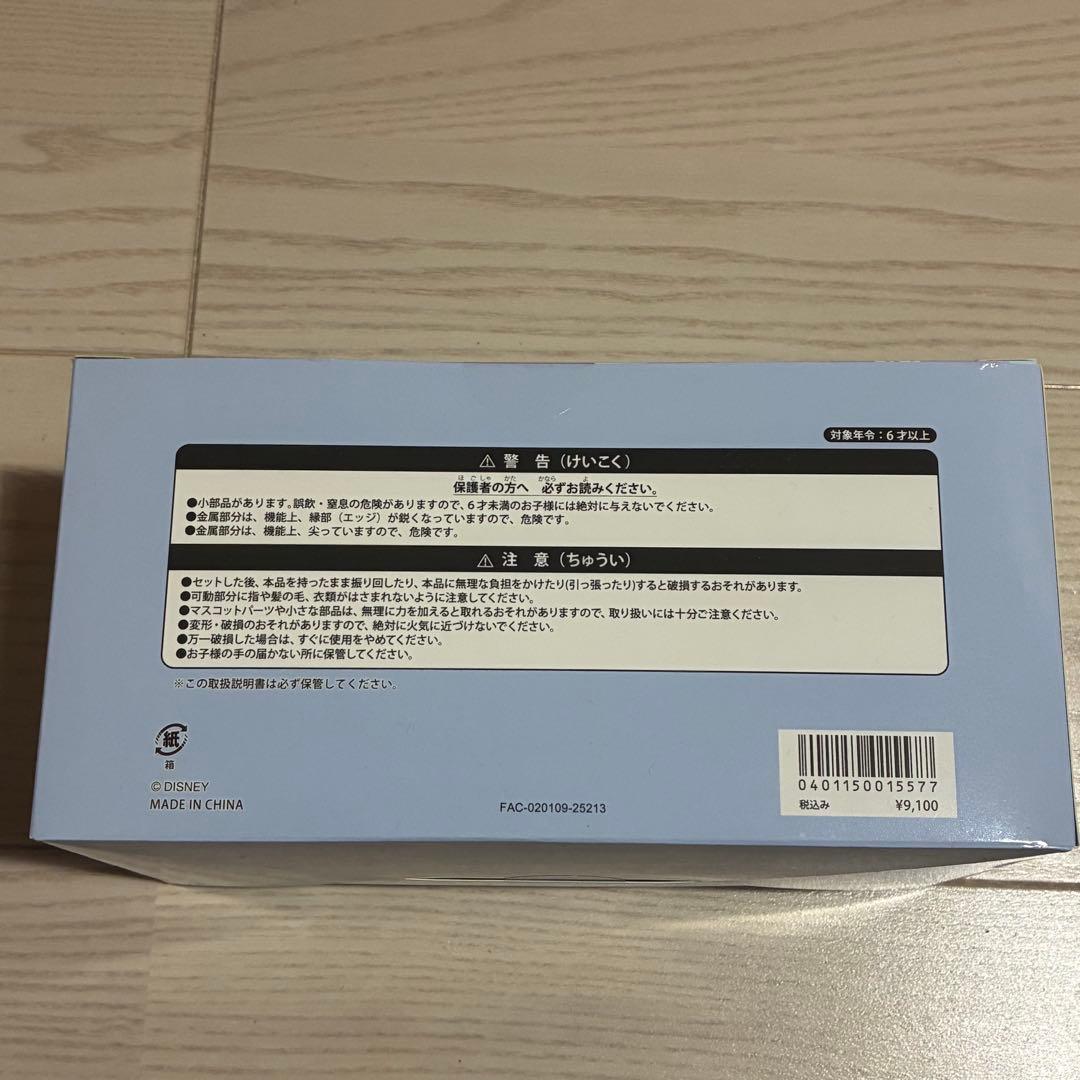 対象年令：6才以上
⚠ 警 告（けいこく）
保護者の方へ 必ずお読みください。
●小部品があります。誤飲・窒息の危険がありますので、6才未満のお子様には絶対に与えないでください。
●金属部分は、機能上、縁部（エッジ）が鋭くなっていますので、危険です。
●金属部分は、機能上、尖っていますので、危険です。
⚠ 注 意（ちゅうい）
●セットした後、本品を持ったまま振り回したり、本品に無理な負担をかけたり(引っ張ったり)すると破損するおそれがあります。
●可動部分に指や髪の毛、衣類がはさまれないように注意してください。
●マスコットパーツや小さな部品は、無理に力を加えると取れるおそれがありますので、取り扱いには十分ご注意ください。
●変形・破損のおそれがありますので、絶対に火気に近づけないでください。
●万一破損した場合は、すぐに使用をやめてください。
●お子様の手の届かない所に保管してください。
※この取扱説明書は必ず保管してください。
紙
箱
© DISNEY
MADE IN CHINA
FAC-020109-25213
0401150015577
税込み ¥9,100